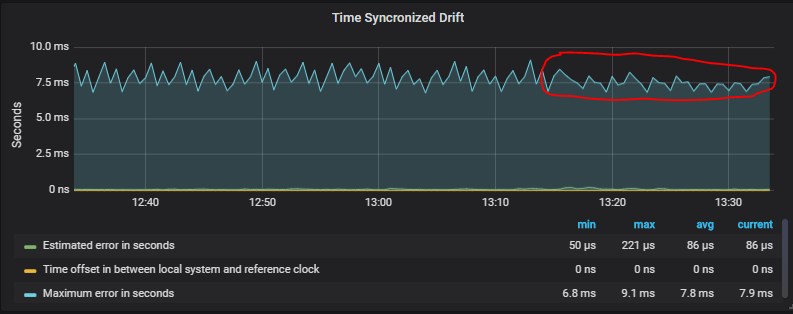 Time Syncronized Drift
Seconds
10.0 ms
7.5 ms
5.0 ms
2.5 ms
0 ns
12:40 12:50 13:00 13:10 13:20 13:30
min max avg current
Estimated error in seconds 50 µs 221 µs 86 µs 86 µs
Time offset in between local system and reference clock 0 ns 0 ns 0 ns 0 ns
Maximum error in seconds 6.8 ms 9.1 ms 7.8 ms 7.9 ms